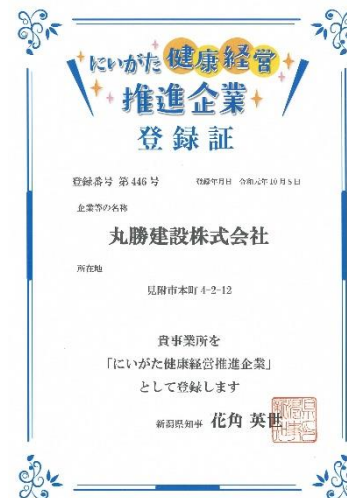 にいがた 健康経営
推進企業
登録証
登録番号 第446号 登録年月日 令和元年10月8日
企業等の名称
丸勝建設株式会社
所在地
見附市本町 4-2-12
貴事業所を
「にいがた健康経営推進企業」
として登録します
新潟県知事 花角 英世